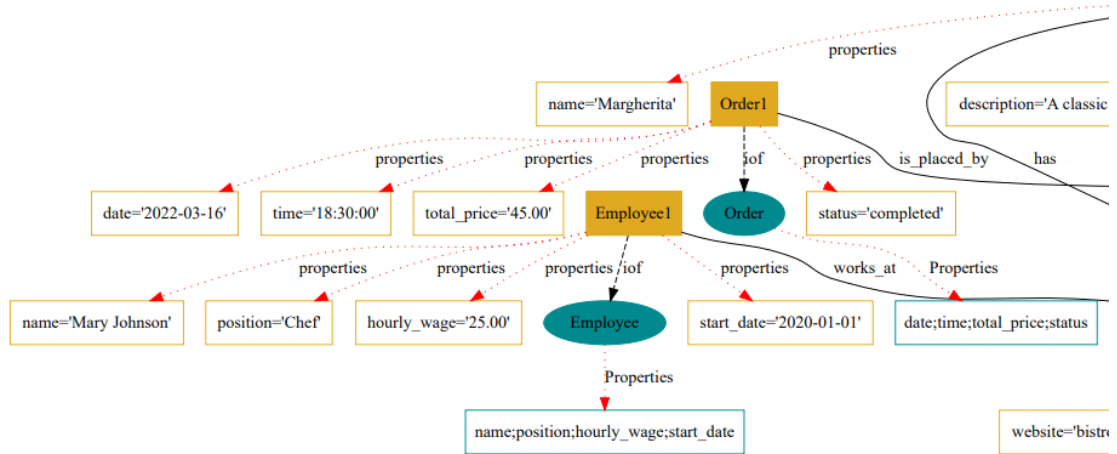 properties
name='Margherita'
Order1
description='A classic
properties
properties
properties
iof
properties
is_placed_by
has
date='2022-03-16'
time='18:30:00'
total_price='45.00'
Employee1
Order
status='completed'
properties
properties
properties
iof
properties
works_at
Properties
name='Mary Johnson'
position='Chef'
hourly_wage='25.00'
Employee
start_date='2020-01-01'
date;time;total_price;status
Properties
name;position;hourly_wage;start_date
website='bistro